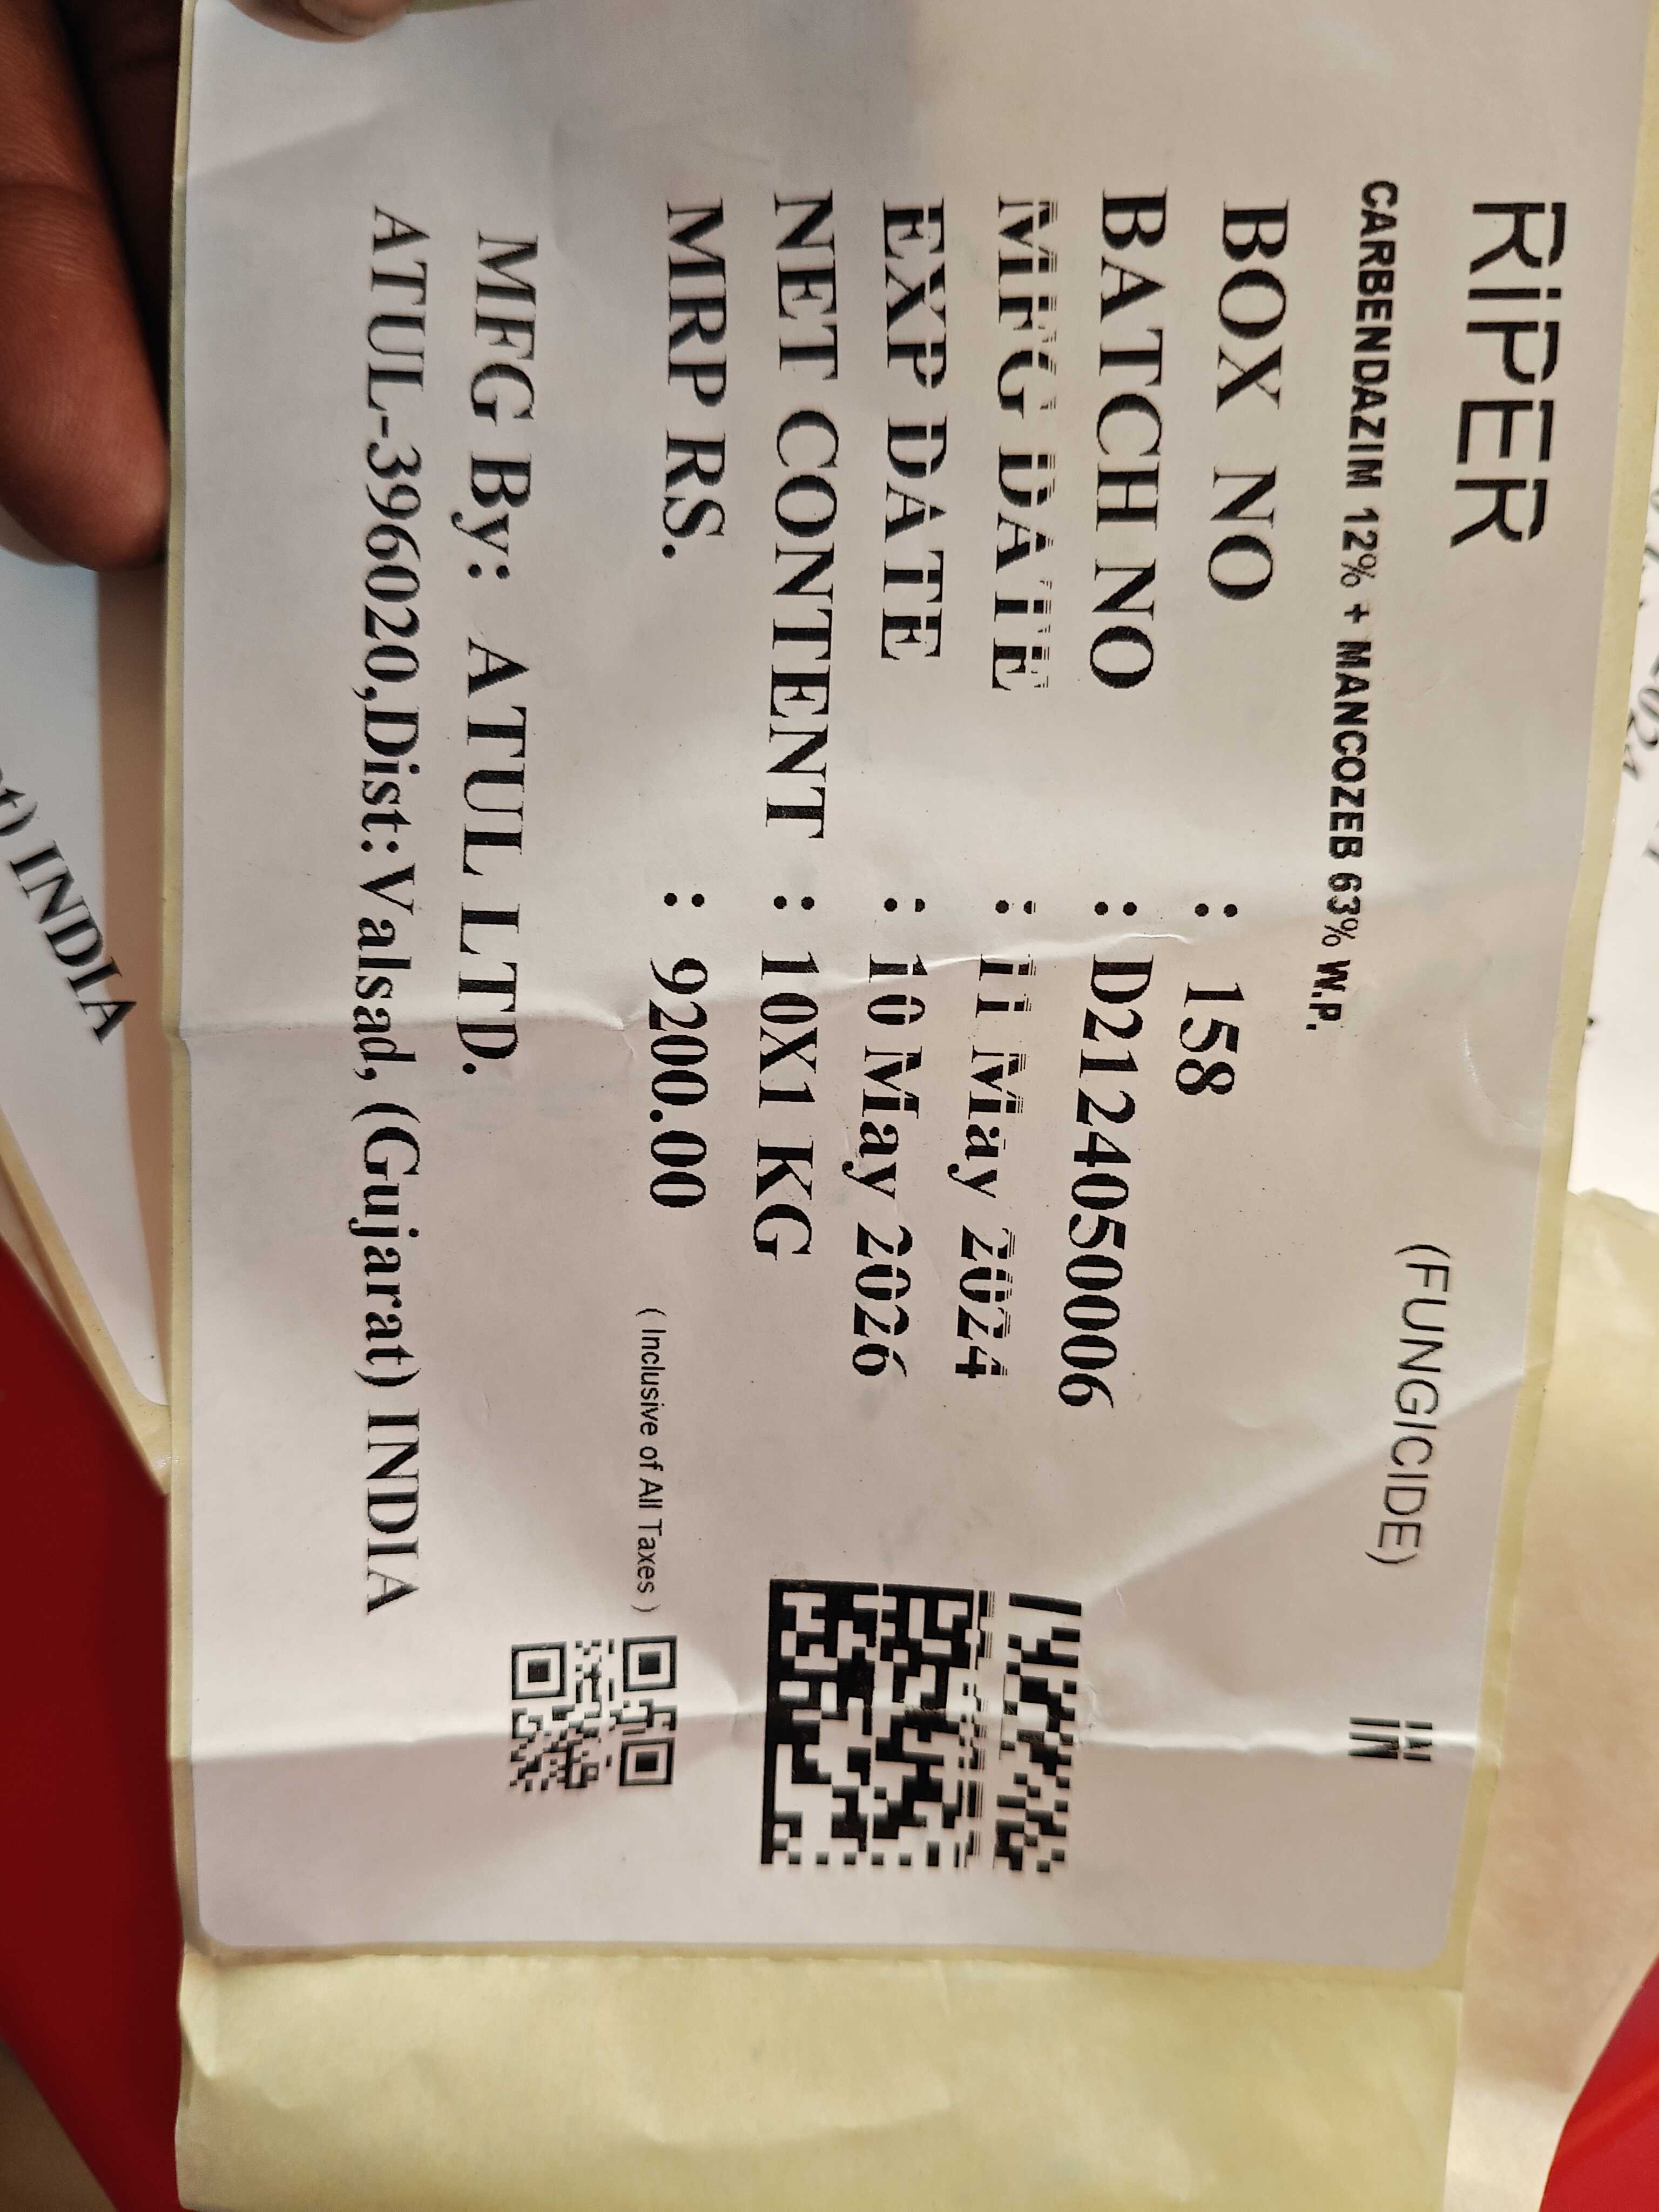 RiPER
(FUNGICIDE)
IN
CARBENDAZIM 12% + MANCOZEB 63% W.P.
BOX NO : 158
BATCH NO : D2124050006
MFG DATE : 11 May 2024
EXP DATE : 10 May 2026
NET CONTENT : 10X1 KG
MRP RS. : 9200.00 ( Inclusive of All Taxes )
MFG By: ATUL LTD.
ATUL-396020,Dist:Valsad, (Gujarat) INDIA
INDIA